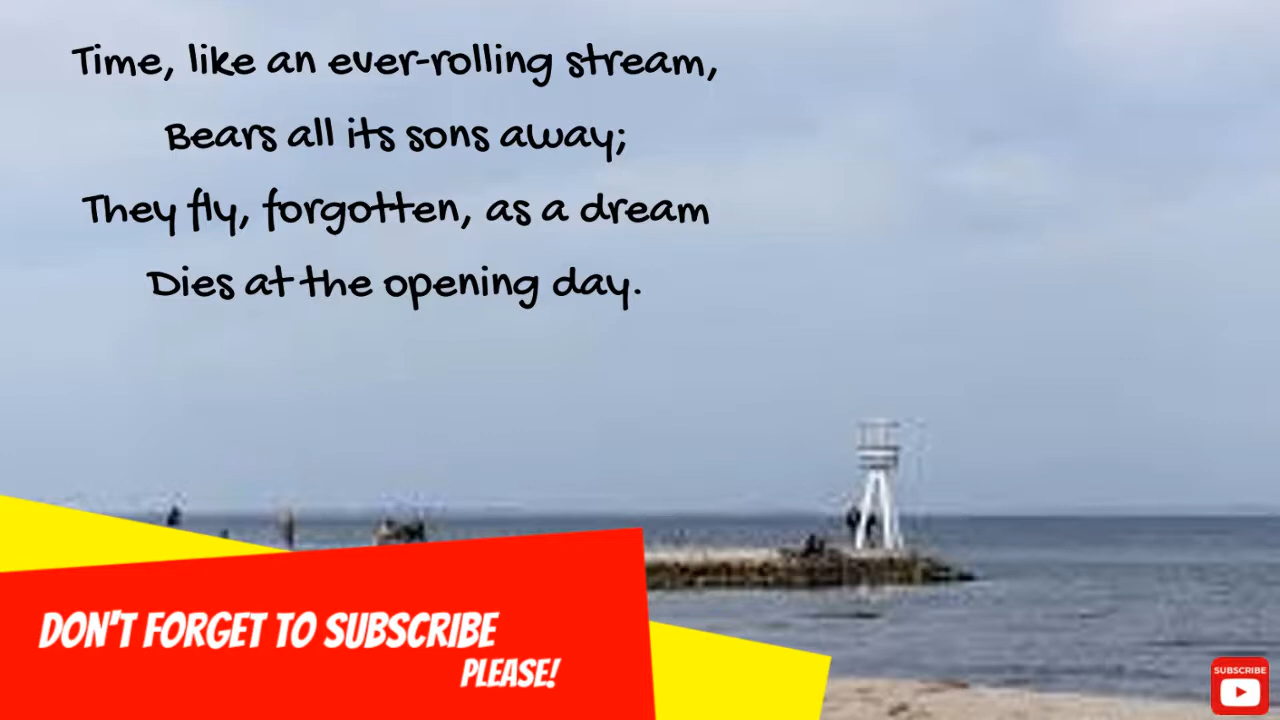 Time, like an ever-rolling stream,
Bears all its sons away;
They fly, forgotten, as a dream
Dies at the opening day.
DON'T FORGET TO SUBSCRIBE
PLEASE!
SUBSCRIBE